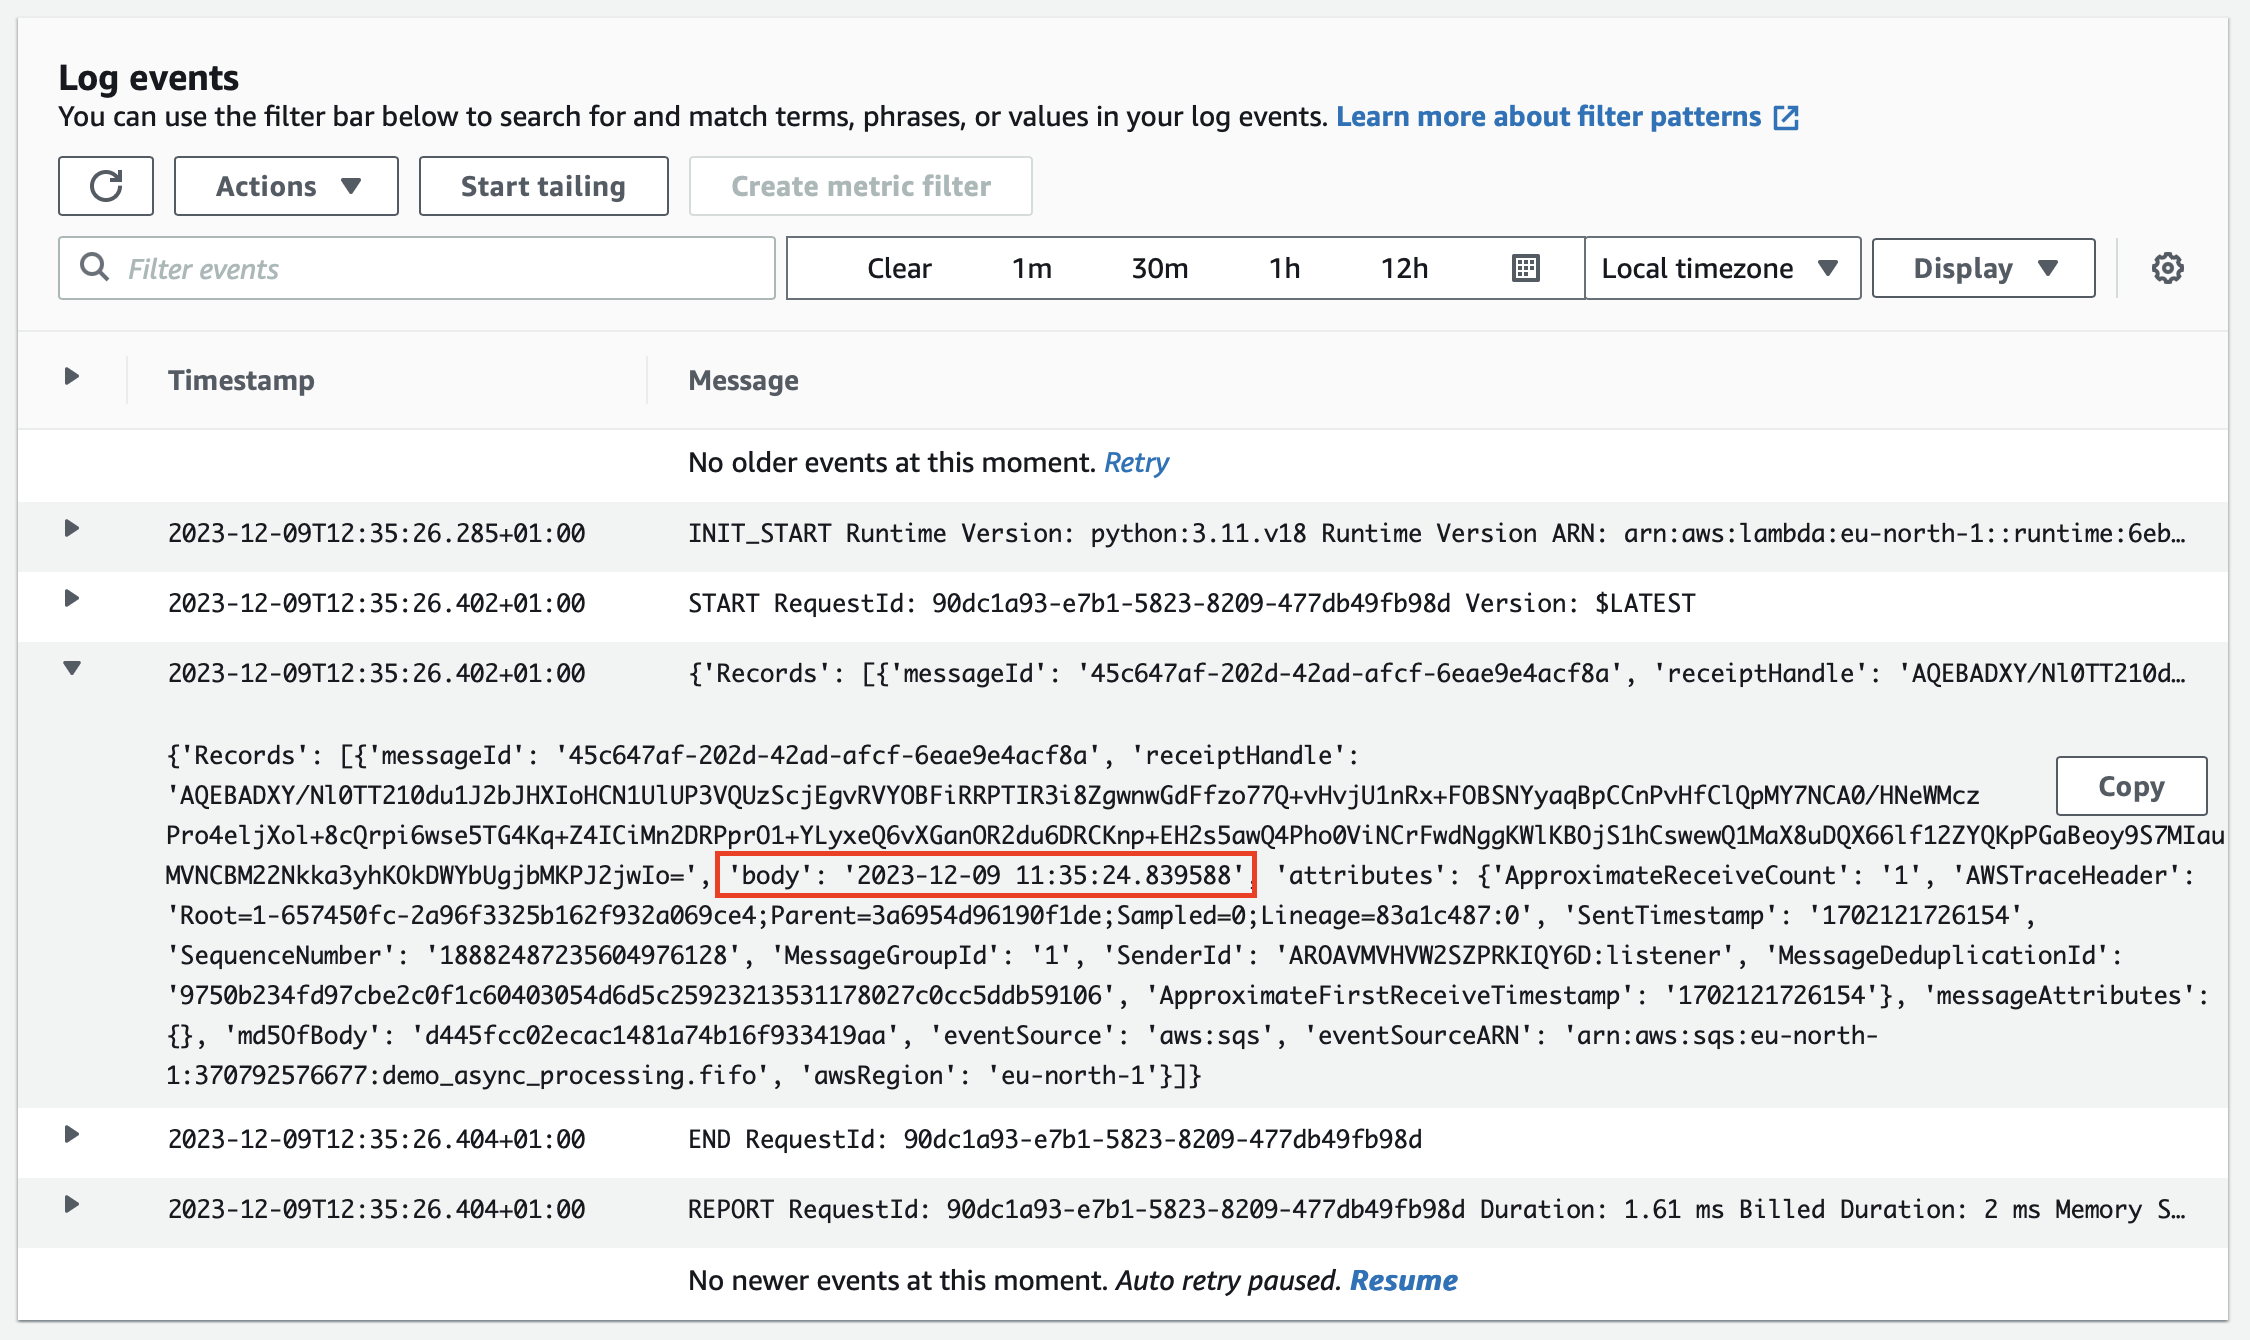 Log events
You can use the filter bar below to search for and match terms, phrases, or values in your log events. Learn more about filter patterns
Actions Start tailing Create metric filter
Filter events Clear 1m 30m 1h 12h Local timezone Display
Timestamp Message
No older events at this moment. Retry
2023-12-09T12:35:26.285+01:00 INIT_START Runtime Version: python:3.11.v18 Runtime Version ARN: arn:aws:lambda:eu-north-1::runtime:6eb…
2023-12-09T12:35:26.402+01:00 START RequestId: 90dc1a93-e7b1-5823-8209-477db49fb98d Version: $LATEST
2023-12-09T12:35:26.402+01:00 {'Records': [{'messageId': '45c647af-202d-42ad-afcf-6eae9e4acf8a', 'receiptHandle': 'AQEBADXY/Nl0TT210d…
{'Records': [{'messageId': '45c647af-202d-42ad-afcf-6eae9e4acf8a', 'receiptHandle':
Copy
'AQEBADXY/Nl0TT210du1J2bJHXIoHCN1UlUP3VQUzScjEgvRVYOBFiRRPTIR3i8ZgwnwGdFfzo77Q+vHvjU1nRx+FOBSNYyaqBpCCnPvHfClQpMY7NCA0/HNeWMcz
Pro4eljXol+8cQrpi6wse5TG4Kq+Z4ICiMn2DRPprO1+YLyxeQ6vXGanOR2du6DRCKnp+EH2s5awQ4Pho0ViNCrFwdNggKWlKBOjS1hCswewQ1MaX8uDQX66lf12ZYQKpPGaBeoy9S7MIau
MVNCBM22Nkka3yhKOkDWYbUgjbMKPJ2jwIo=', 'body': '2023-12-09 11:35:24.839588', 'attributes': {'ApproximateReceiveCount': '1', 'AWSTraceHeader':
'Root=1-657450fc-2a96f3325b162f932a069ce4;Parent=3a6954d96190f1de;Sampled=0;Lineage=83a1c487:0', 'SentTimestamp': '1702121726154',
'SequenceNumber': '18882487235604976128', 'MessageGroupId': '1', 'SenderId': 'AROAVMVHVW2SZPRKIQY6D:listener', 'MessageDeduplicationId':
'9750b234fd97cbe2c0f1c60403054d6d5c25923213531178027c0cc5ddb59106', 'ApproximateFirstReceiveTimestamp': '1702121726154'}, 'messageAttributes':
{}, 'md5OfBody': 'd445fcc02ecac1481a74b16f933419aa', 'eventSource': 'aws:sqs', 'eventSourceARN': 'arn:aws:sqs:eu-north-
1:370792576677:demo_async_processing.fifo', 'awsRegion': 'eu-north-1'}]}
2023-12-09T12:35:26.404+01:00 END RequestId: 90dc1a93-e7b1-5823-8209-477db49fb98d
2023-12-09T12:35:26.404+01:00 REPORT RequestId: 90dc1a93-e7b1-5823-8209-477db49fb98d Duration: 1.61 ms Billed Duration: 2 ms Memory S…
No newer events at this moment. Auto retry paused. Resume